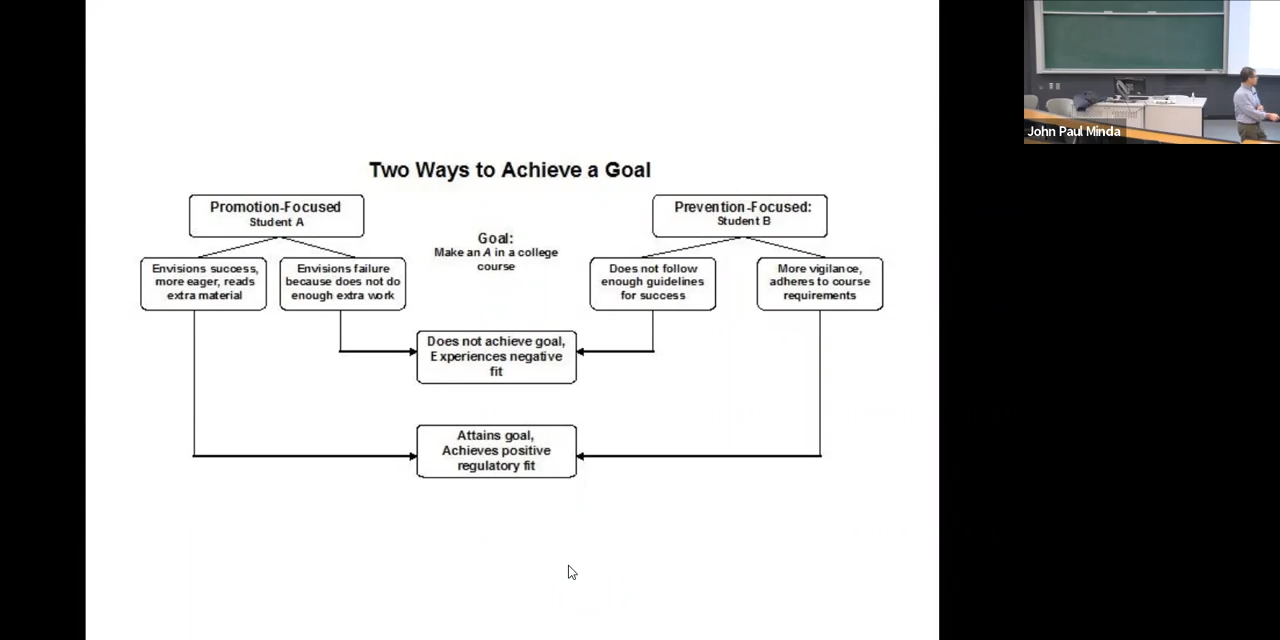 Two Ways to Achieve a Goal
Promotion-Focused
Student A
Prevention-Focused:
Student B
Goal:
Make an A in a college
course
Envisions success,
more eager, reads
extra material
Envisions failure
because does not do
enough extra work
Does not follow
enough guidelines
for success
More vigilance,
adheres to course
requirements
Does not achieve goal,
Experiences negative
fit
Attains goal,
Achieves positive
regulatory fit
John Paul Minda